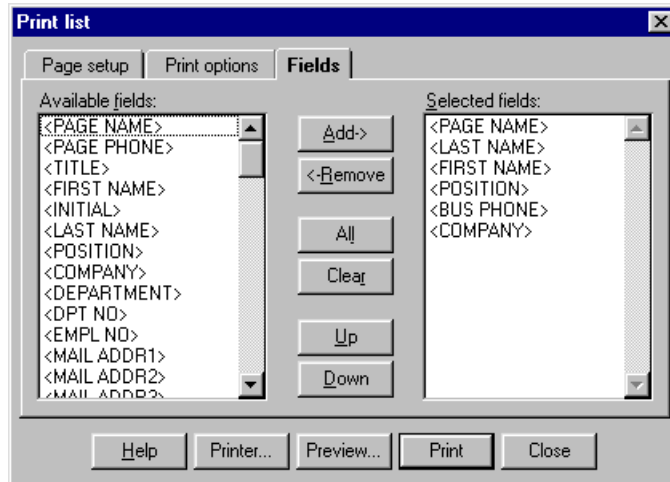 Print list
Page setup
Print options
Fields
Available fields:
<PAGE NAME>
<PAGE PHONE>
<TITLE>
<FIRST NAME>
<INITIAL>
<LAST NAME>
<POSITION>
<COMPANY>
<DEPARTMENT>
<DPT NO>
<EMPL NO>
<MAIL ADDR1>
<MAIL ADDR2>
<MAIL ADDR3>
Add->
<-Remove
All
Clear
Up
Down
Selected fields:
<PAGE NAME>
<LAST NAME>
<FIRST NAME>
<POSITION>
<BUS PHONE>
<COMPANY>
Help
Printer...
Preview...
Print
Close